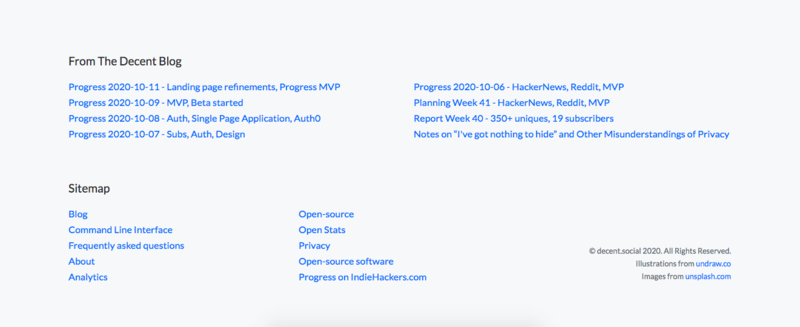 From The Decent Blog
Progress 2020-10-11 - Landing page refinements, Progress MVP
Progress 2020-10-09 - MVP, Beta started
Progress 2020-10-08 - Auth, Single Page Application, Auth0
Progress 2020-10-07 - Subs, Auth, Design
Progress 2020-10-06 - HackerNews, Reddit, MVP
Planning Week 41 - HackerNews, Reddit, MVP
Report Week 40 - 350+ uniques, 19 subscribers
Notes on “I've got nothing to hide” and Other Misunderstandings of Privacy
Sitemap
Blog
Command Line Interface
Frequently asked questions
About
Analytics
Open-source
Open Stats
Privacy
Open-source software
Progress on IndieHackers.com
© decent.social 2020. All Rights Reserved.
Illustrations from undraw.co
Images from unsplash.com